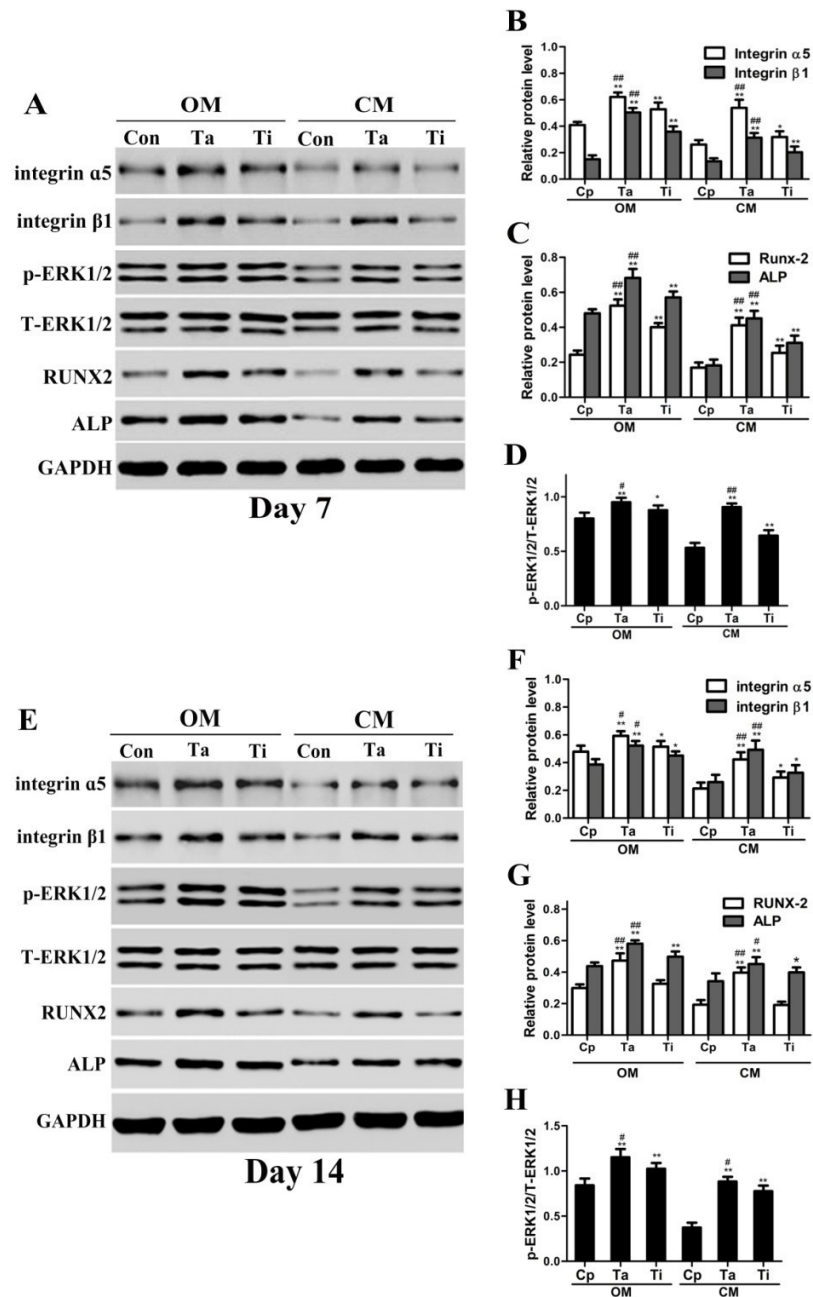 A
OM CM
Con Ta Ti Con Ta Ti
integrin α5
integrin β1
p-ERK1/2
T-ERK1/2
RUNX2
ALP
GAPDH
Day 7
B
Relative protein level
Integrin α5
Integrin β1
0.8
0.6
0.4
0.2
0.0
## ** ## ** ** ** ## ** ## ** * **
Cp Ta Ti Cp Ta Ti
OM CM
C
Relative protein level
Runx-2
ALP
0.8
0.6
0.4
0.2
0.0
## ** ## ** ** ** ## ** ## ** ** **
Cp Ta Ti Cp Ta Ti
OM CM
D
p-ERK1/2/T-ERK1/2
1.0
0.5
0.0
# ** * ## ** **
Cp Ta Ti Cp Ta Ti
OM CM
E
OM CM
Con Ta Ti Con Ta Ti
integrin α5
integrin β1
p-ERK1/2
T-ERK1/2
RUNX2
ALP
GAPDH
Day 14
F
Relative protein level
integrin α5
integrin β1
0.8
0.6
0.4
0.2
0.0
# ** # ** * * ## ** ## ** * *
Cp Ta Ti Cp Ta Ti
OM CM
G
Relative protein level
RUNX-2
ALP
0.8
0.6
0.4
0.2
0.0
## ** ## ** ** ## ** # ** *
Cp Ta Ti Cp Ta Ti
OM CM
H
p-ERK1/2/T-ERK1/2
1.5
1.0
0.5
0.0
# ** ** # ** **
Cp Ta Ti Cp Ta Ti
OM CM